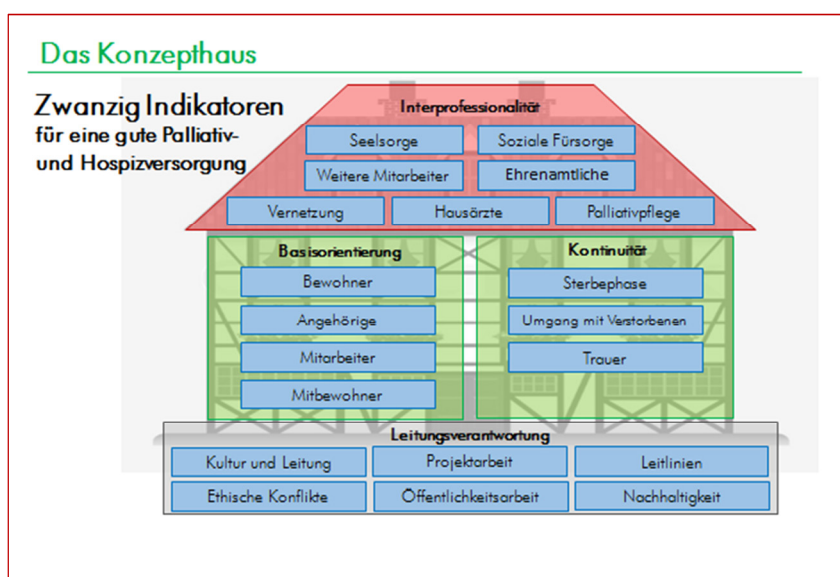 Das Konzepthaus
Zwanzig Indikatoren
für eine gute Palliativ-
und Hospizversorgung
Interprofessionalität
Seelsorge
Soziale Fürsorge
Weitere Mitarbeiter
Ehrenamtliche
Vernetzung
Hausärzte
Palliativpflege
Basisorientierung
Bewohner
Angehörige
Mitarbeiter
Mitbewohner
Kontinuität
Sterbephase
Umgang mit Verstorbenen
Trauer
Leitungsverantwortung
Kultur und Leitung
Projektarbeit
Leitlinien
Ethische Konflikte
Öffentlichkeitsarbeit
Nachhaltigkeit